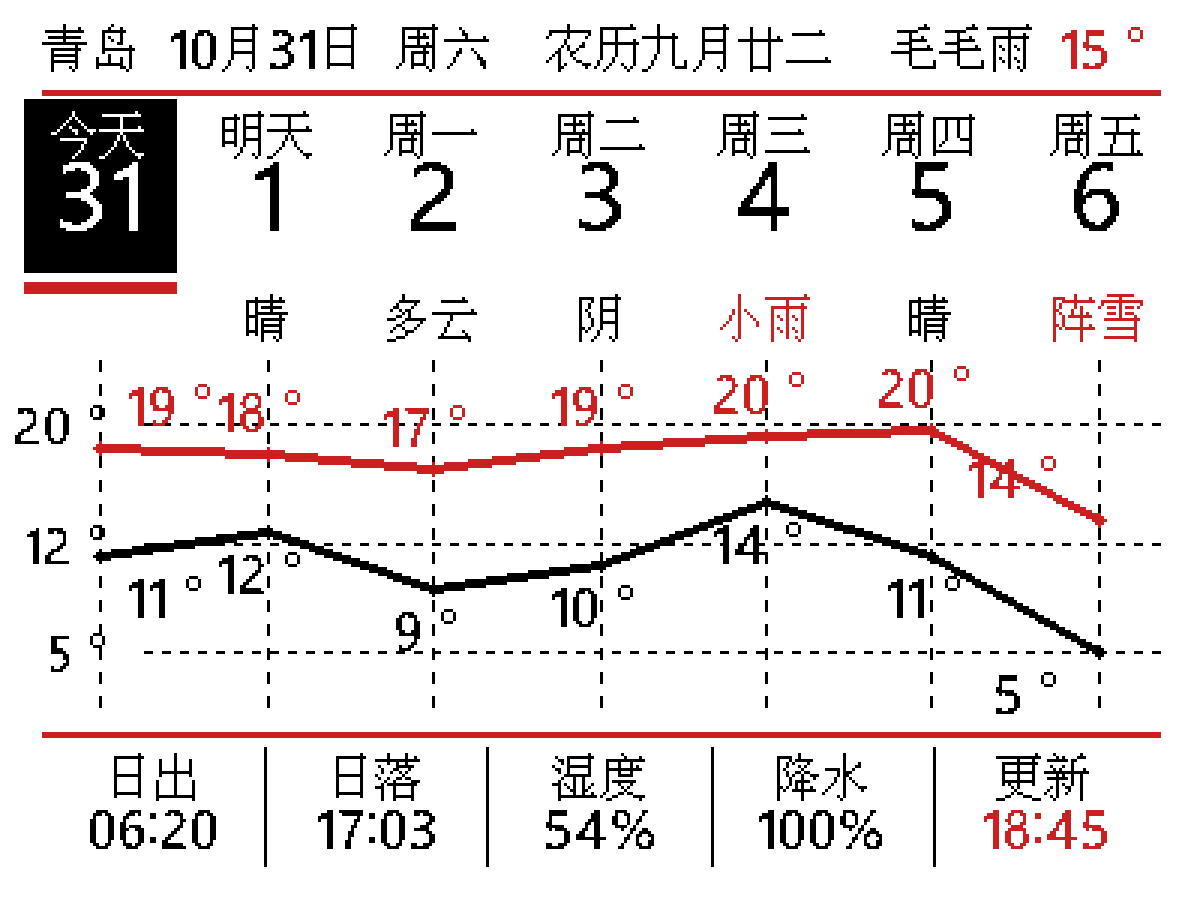 青岛 10月31日 周六 农历九月廿二 毛毛雨 15°
今天 明天 周一 周二 周三 周四 周五
31 1 2 3 4 5 6
晴 多云 阴 小雨 晴 阵雪
20° 19° 18° 17° 19° 20° 20° 14°
12° 11° 12° 9° 10° 14° 11°
5° 5°
日出 日落 湿度 降水 更新
06:20 17:03 54% 100% 18:45